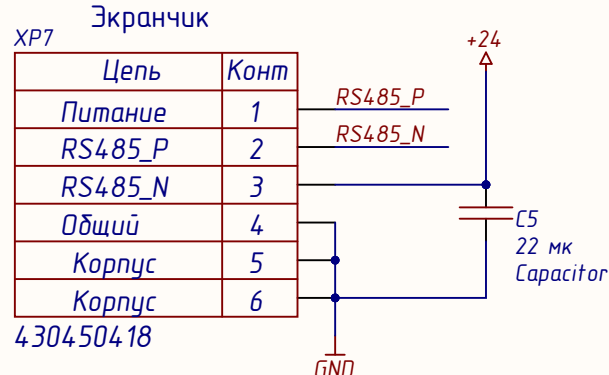 Экранчик
XP7
Цепь Конт
Питание 1
RS485_P 2
RS485_N 3
Общий 4
Корпус 5
Корпус 6
430450418
RS485_P
RS485_N
+24
C5
22 мк
Capacitor
GND